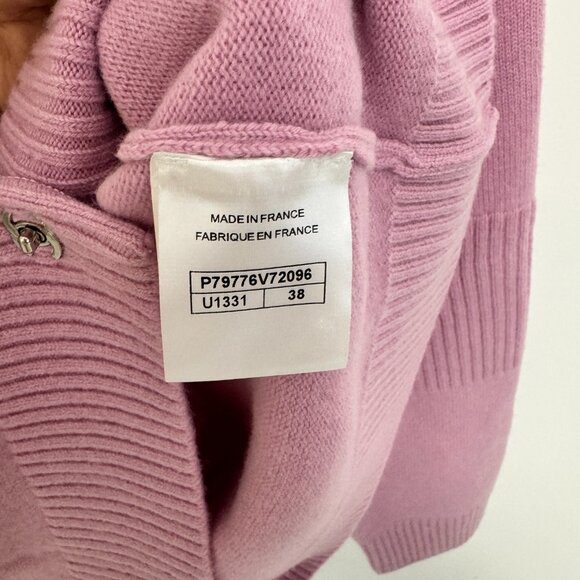 MADE IN FRANCE
FABRIQUE EN FRANCE
P79776V72096
U1331 38